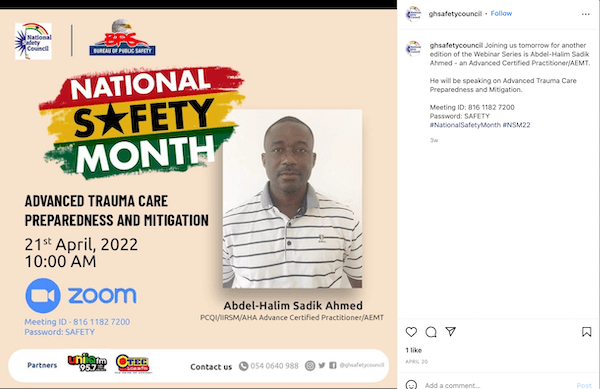 National
Safety
Council
BPS
BUREAU OF PUBLIC SAFETY
NATIONAL
SAFETY
MONTH
ADVANCED TRAUMA CARE
PREPAREDNESS AND MITIGATION
21st April, 2022
10:00 AM
zoom
Meeting ID - 816 1182 7200
Password: SAFETY
Abdel-Halim Sadik Ahmed
PCQI/IIRSM/AHA Advance Certified Practitioner/AEMT
Partners
95.7
OTEC
Contact us
054 0640 988
@ghsafetycouncil
ghsafetycouncil • Follow
ghsafetycouncil Joining us tomorrow for another
edition of the Webinar Series is Abdel-Halim Sadik
Ahmed - an Advanced Certified Practitioner/AEMT.
He will be speaking on Advanced Trauma Care
Preparedness and Mitigation.
Meeting ID: 816 1182 7200
Password: SAFETY
#NationalSafetyMonth #NSM22
3w
1 like
APRIL 20
Add a comment...
Post